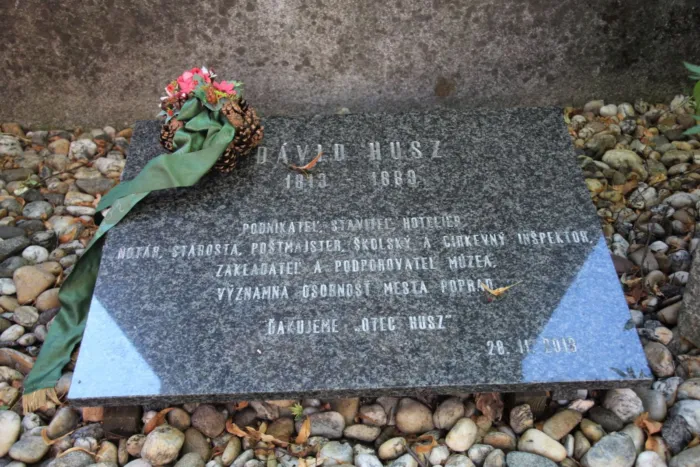 DÁVID HUSZ
1813 1889
PODNIKATEĽ, STAVITEĽ, HOTELIER,
NOTÁR, STAROSTA, POŠTMAJSTER, ŠKOLSKÝ A CIRKEVNÝ INŠPEKTOR,
ZAKLADATEĽ A PODPOROVATEĽ MÚZEA,
VÝZNAMNÁ OSOBNOSŤ MESTA POPRAD.
ĎAKUJEME „OTEC HUSZ"
28. 11. 2013